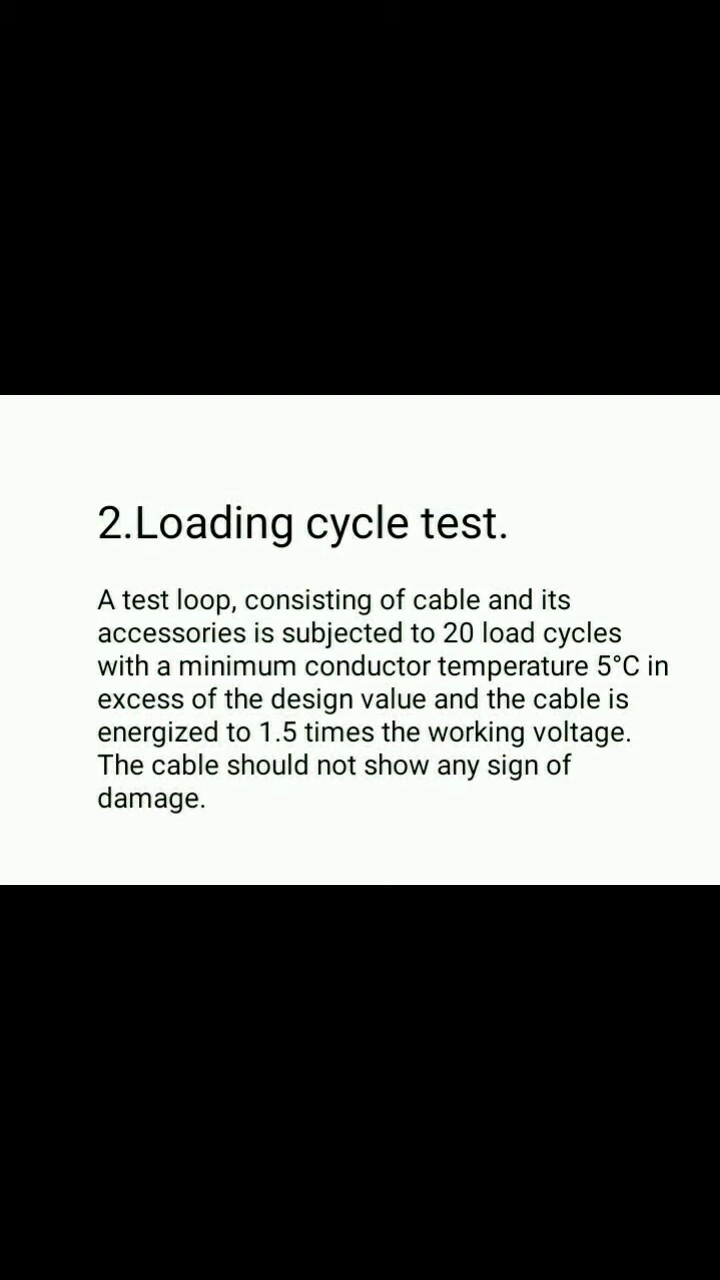 2.Loading cycle test.
A test loop, consisting of cable and its
accessories is subjected to 20 load cycles
with a minimum conductor temperature 5°C in
excess of the design value and the cable is
energized to 1.5 times the working voltage.
The cable should not show any sign of
damage.